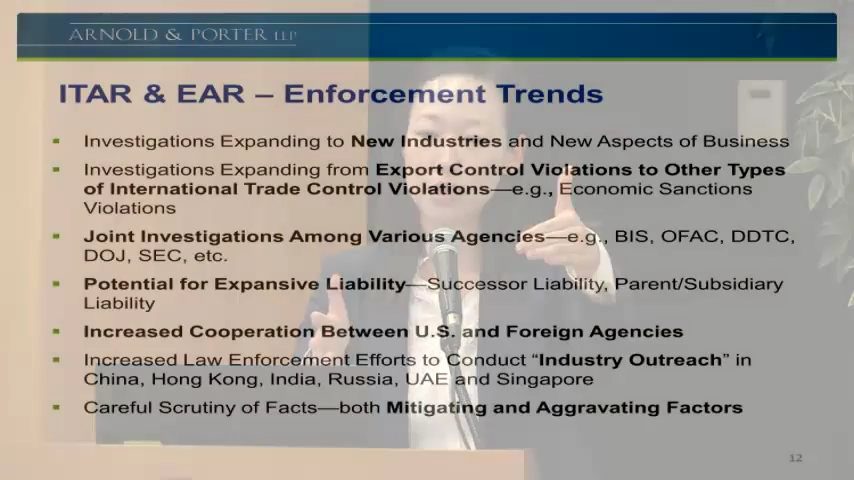 ARNOLD & PORTER LLP
ITAR & EAR – Enforcement Trends
Investigations Expanding to New Industries and New Aspects of Business
Investigations Expanding from Export Control Violations to Other Types
of International Trade Control Violations—e.g., Economic Sanctions
Violations
Joint Investigations Among Various Agencies—e.g., BIS, OFAC, DDTC,
DOJ, SEC, etc.
Potential for Expansive Liability—Successor Liability, Parent/Subsidiary
Liability
Increased Cooperation Between U.S. and Foreign Agencies
Increased Law Enforcement Efforts to Conduct “Industry Outreach” in
China, Hong Kong, India, Russia, UAE and Singapore
Careful Scrutiny of Facts—both Mitigating and Aggravating Factors
12